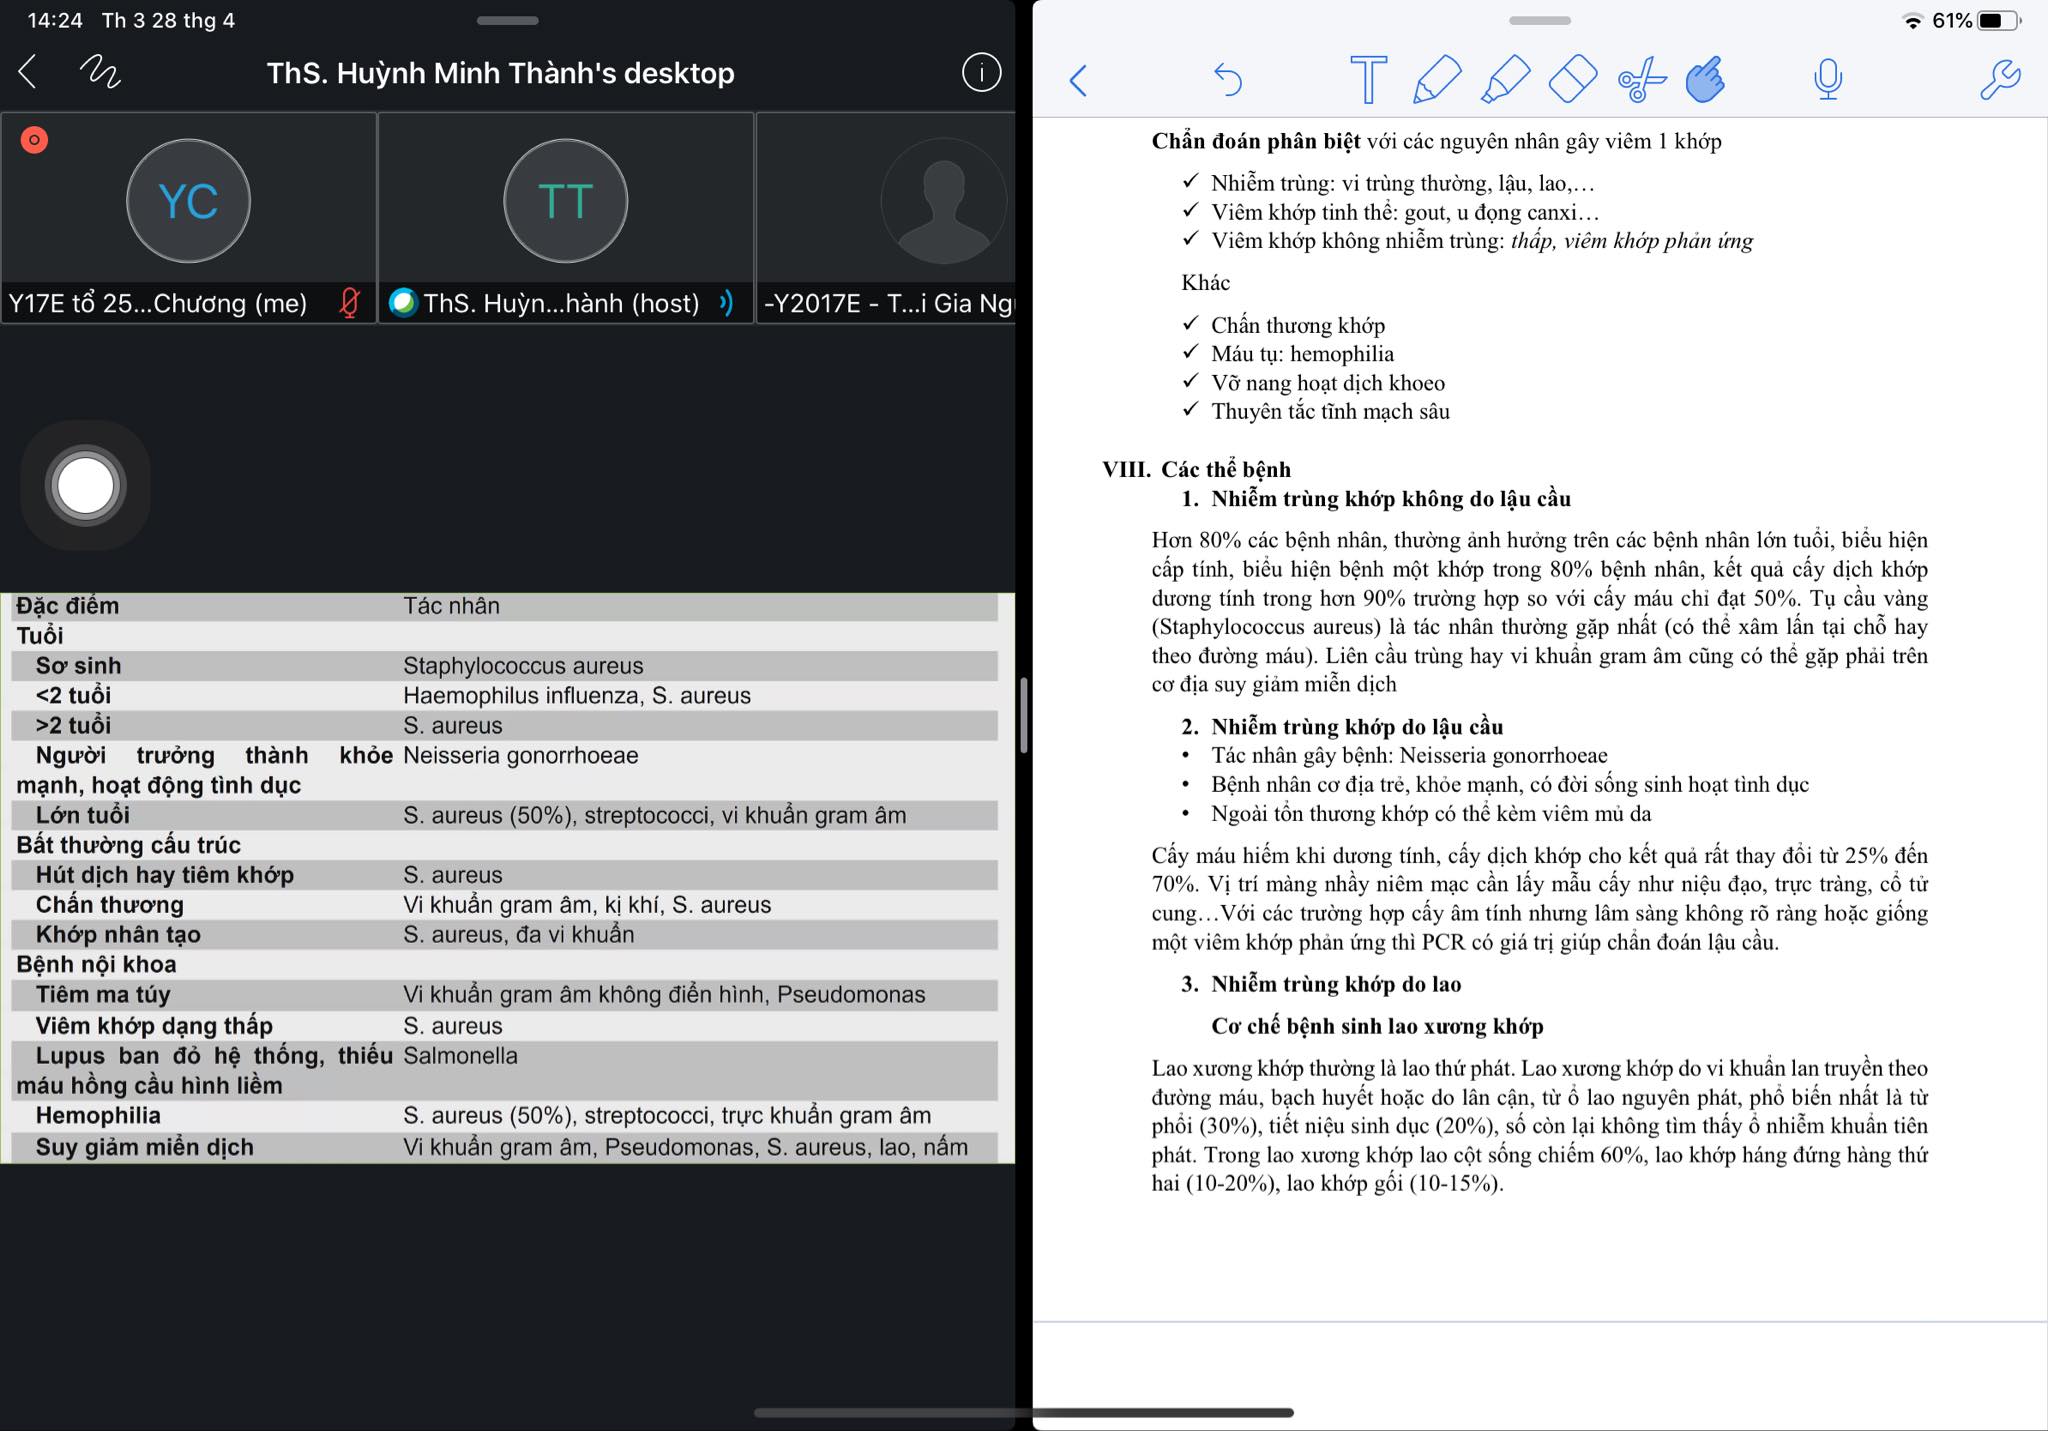 14:24 Th 3 28 thg 4
ThS. Huỳnh Minh Thành's desktop
i
YC
TT
Y17E tổ 25...Chương (me)
ThS. Huỳn...hành (host)
-Y2017E - T...i Gia Ng
Đặc điểm Tác nhân
Tuổi
Sơ sinh Staphylococcus aureus
<2 tuổi Haemophilus influenza, S. aureus
>2 tuổi S. aureus
Người trưởng thành khỏe Neisseria gonorrhoeae
mạnh, hoạt động tình dục
Lớn tuổi S. aureus (50%), streptococci, vi khuẩn gram âm
Bất thường cấu trúc
Hút dịch hay tiêm khớp S. aureus
Chấn thương Vi khuẩn gram âm, kị khí, S. aureus
Khớp nhân tạo S. aureus, đa vi khuẩn
Bệnh nội khoa
Tiêm ma túy Vi khuẩn gram âm không điển hình, Pseudomonas
Viêm khớp dạng thấp S. aureus
Lupus ban đỏ hệ thống, thiếu Salmonella
máu hồng cầu hình liềm
Hemophilia S. aureus (50%), streptococci, trực khuẩn gram âm
Suy giảm miển dịch Vi khuẩn gram âm, Pseudomonas, S. aureus, lao, nấm
61%
T
Chẩn đoán phân biệt với các nguyên nhân gây viêm 1 khớp
✓ Nhiễm trùng: vi trùng thường, lậu, lao,…
✓ Viêm khớp tinh thể: gout, u đọng canxi…
✓ Viêm khớp không nhiễm trùng: thấp, viêm khớp phản ứng
Khác
✓ Chấn thương khớp
✓ Máu tụ: hemophilia
✓ Vỡ nang hoạt dịch khoeo
✓ Thuyên tắc tĩnh mạch sâu
VIII. Các thể bệnh
1. Nhiễm trùng khớp không do lậu cầu
Hơn 80% các bệnh nhân, thường ảnh hưởng trên các bệnh nhân lớn tuổi, biểu hiện
cấp tính, biểu hiện bệnh một khớp trong 80% bệnh nhân, kết quả cấy dịch khớp
dương tính trong hơn 90% trường hợp so với cấy máu chỉ đạt 50%. Tụ cầu vàng
(Staphylococcus aureus) là tác nhân thường gặp nhất (có thể xâm lấn tại chỗ hay
theo đường máu). Liên cầu trùng hay vi khuẩn gram âm cũng có thể gặp phải trên
cơ địa suy giảm miễn dịch
2. Nhiễm trùng khớp do lậu cầu
• Tác nhân gây bệnh: Neisseria gonorrhoeae
• Bệnh nhân cơ địa trẻ, khỏe mạnh, có đời sống sinh hoạt tình dục
• Ngoài tổn thương khớp có thể kèm viêm mủ da
Cấy máu hiếm khi dương tính, cấy dịch khớp cho kết quả rất thay đổi từ 25% đến
70%. Vị trí màng nhầy niêm mạc cần lấy mẫu cấy như niệu đạo, trực tràng, cổ tử
cung…Với các trường hợp cấy âm tính nhưng lâm sàng không rõ ràng hoặc giống
một viêm khớp phản ứng thì PCR có giá trị giúp chẩn đoán lậu cầu.
3. Nhiễm trùng khớp do lao
Cơ chế bệnh sinh lao xương khớp
Lao xương khớp thường là lao thứ phát. Lao xương khớp do vi khuẩn lan truyền theo
đường máu, bạch huyết hoặc do lân cận, từ ổ lao nguyên phát, phổ biến nhất là từ
phổi (30%), tiết niệu sinh dục (20%), số còn lại không tìm thấy ổ nhiễm khuẩn tiên
phát. Trong lao xương khớp lao cột sống chiếm 60%, lao khớp háng đứng hàng thứ
hai (10-20%), lao khớp gối (10-15%).